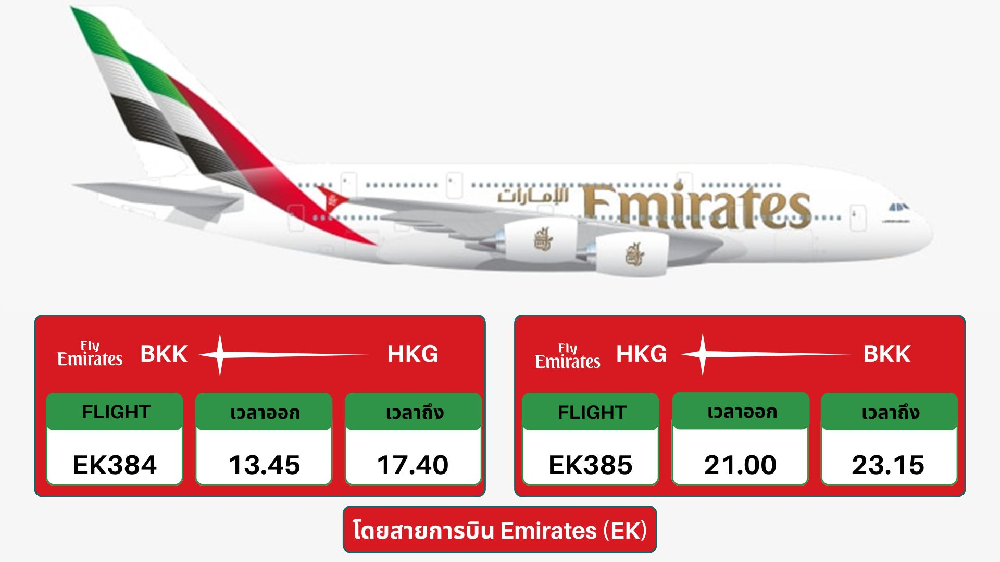 الإمارات Emirates
Fly
Emirates
BKK
HKG
FLIGHT
เวลาออก
เวลาถึง
EK384
13.45
17.40
Fly
Emirates
HKG
BKK
FLIGHT
เวลาออก
เวลาถึง
EK385
21.00
23.15
โดยสายการบิน Emirates (EK)